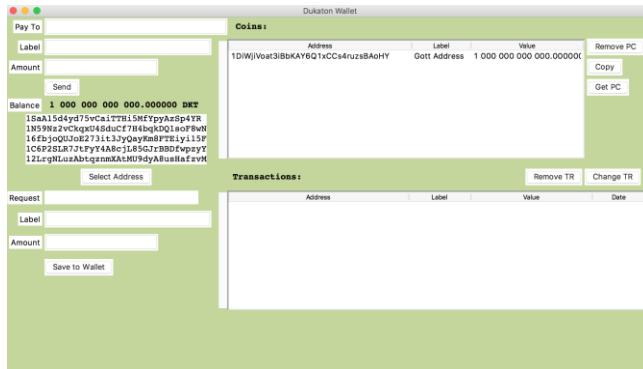 Dukaton Wallet
Pay To
Label
Amount
Send
Balance 1 000 000 000 000.000000 DKT
1SaA15d4yd75vCaiTTHi5MfYpyAzSp4YR
1N59Nz2vCkqxU4SduCf7H4bqkDQ1soF8wN
16fbjoQUJoE273it3JyQayKm8FTEiyi15F
1C6P2SLR7JtFyY4A8cjL85GJrBBDfwpzyY
12LrgNLuzAbtqznmXAtMU9dyA8usHafzvM
Select Address
Request
Label
Amount
Save to Wallet
Coins:
Address Label Value
1DiWjiVoat3iBbKAY6Q1xCCs4ruzsBAoHY Gott Address 1 000 000 000 000.000000
Remove PC
Copy
Get PC
Transactions:
Remove TR Change TR
Address Label Value Date